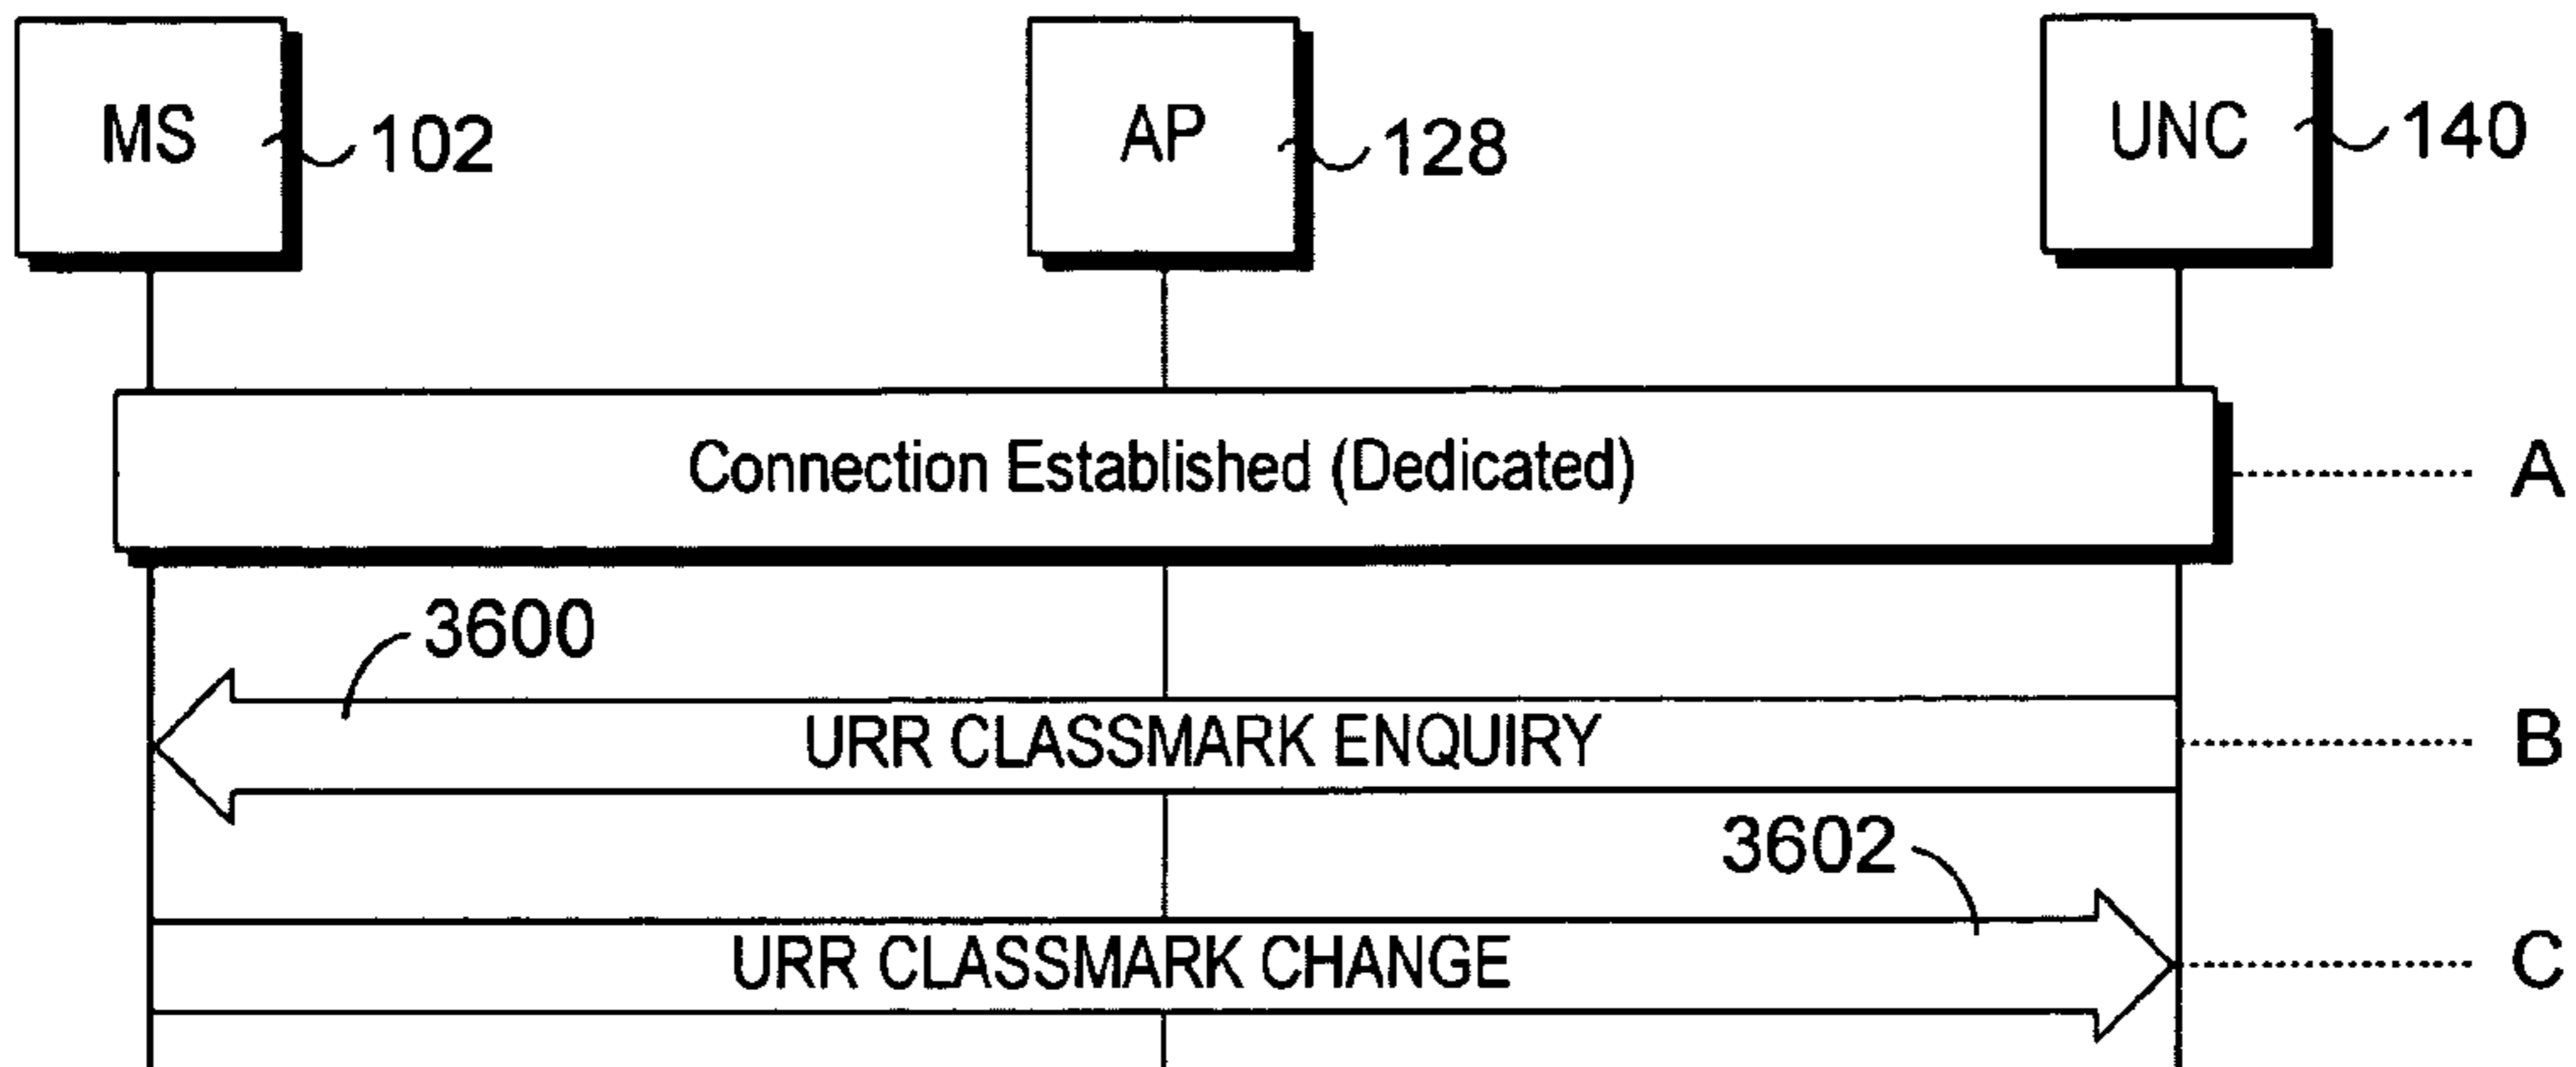 MS
102
AP
128
UNC
140
Connection Established (Dedicated)
A
3600
URR CLASSMARK ENQUIRY
B
3602
URR CLASSMARK CHANGE
C